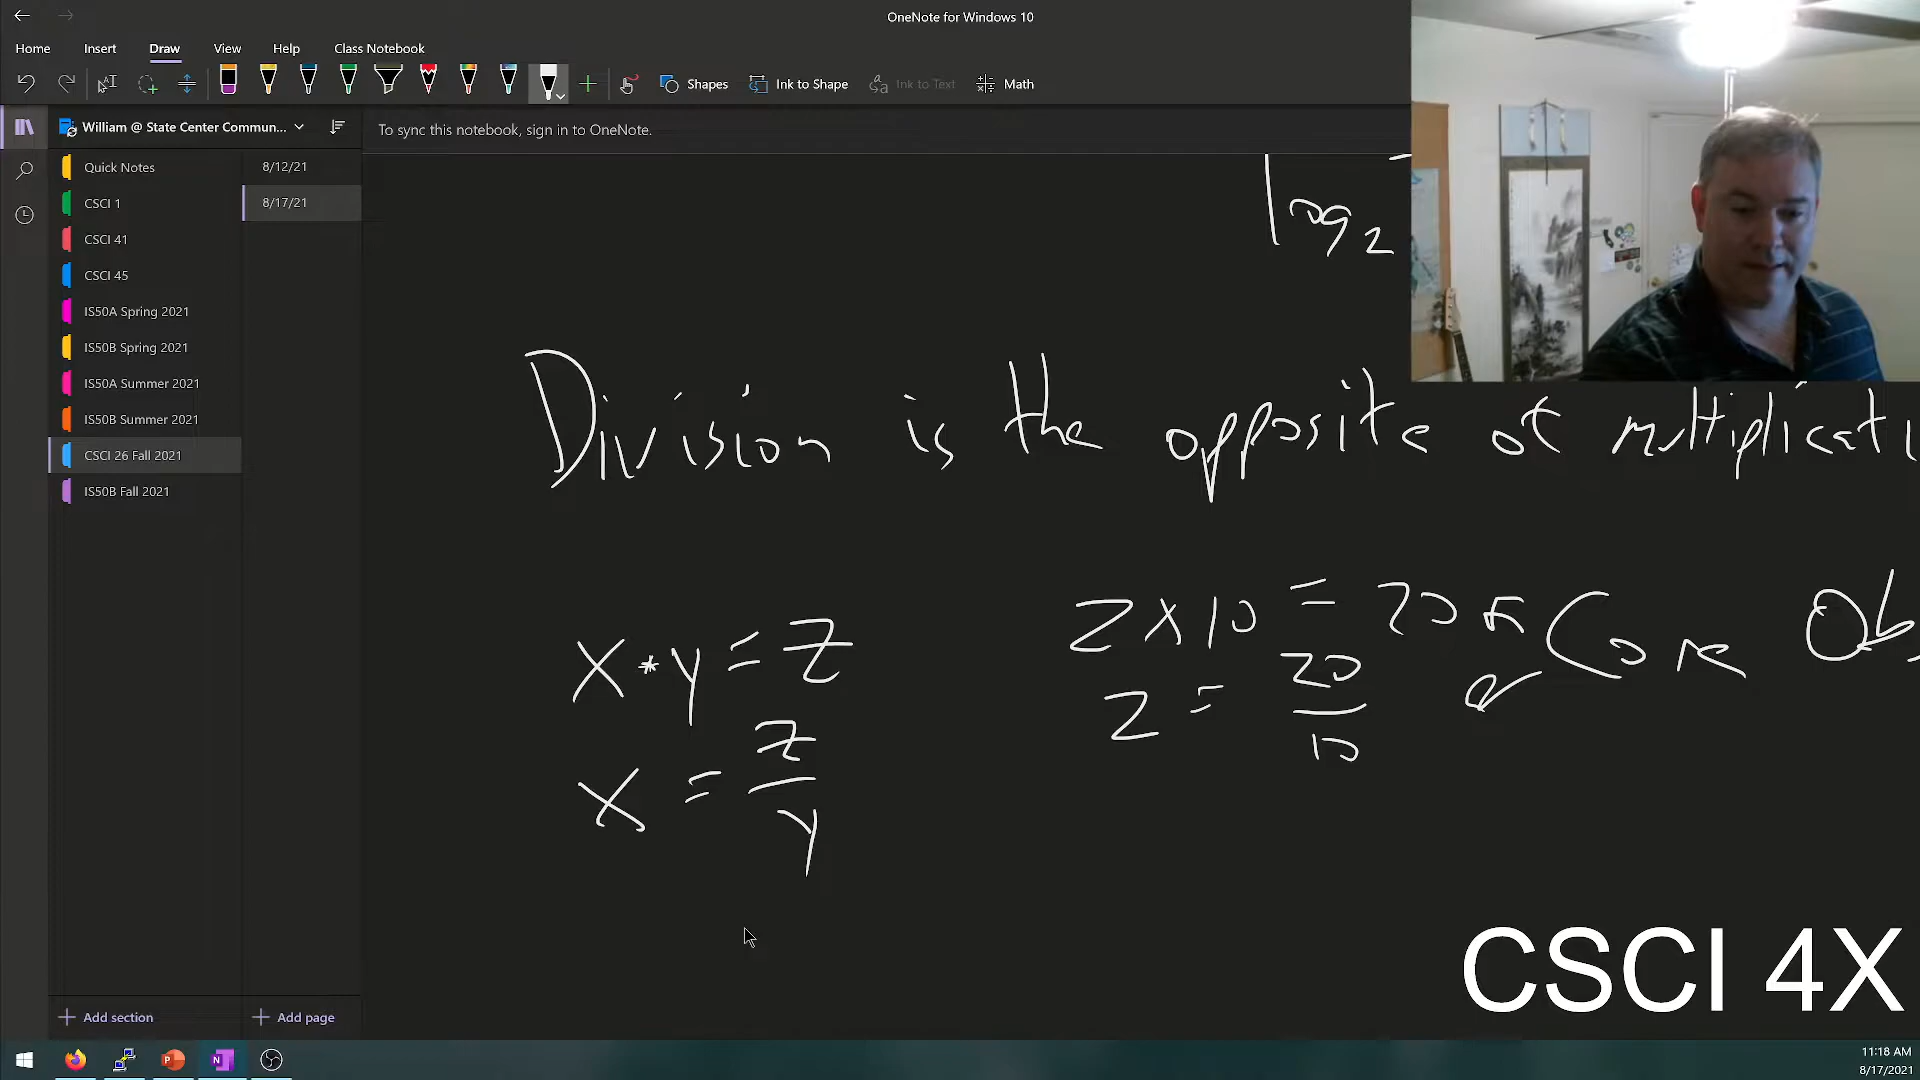 OneNote for Windows 10
Home Insert Draw View Help Class Notebook
Shapes Ink to Shape Ink to Text Math
William @ State Center Commun...
To sync this notebook, sign in to OneNote.
Quick Notes
CSCI 1
CSCI 41
CSCI 45
IS50A Spring 2021
IS50B Spring 2021
IS50A Summer 2021
IS50B Summer 2021
CSCI 26 Fall 2021
IS50B Fall 2021
8/12/21
8/17/21
log2
Division is the opposite of multiplicati
X*Y=Z
X = Z/Y
2x10=20
2 = 20/10
Core Obs
CSCI 4X
Add section
Add page
11:18 AM
8/17/2021